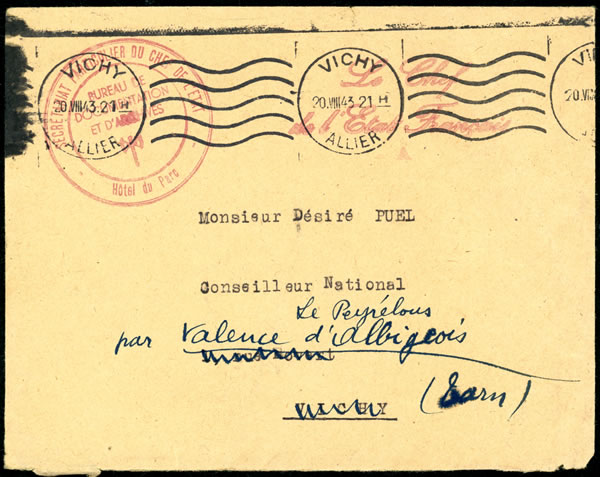 SECRÉTARIAT PARTICULIER DU CHEF DE L'ÉTAT
BUREAU DE
DOCUMENTATION
ET D'ARCHIVES
Hôtel du Parc
VICHY
20.VIII 43.21 H
ALLIER
VICHY
20.VIII 43.21 H
ALLIER
Le Chef
de l'État Français
Monsieur Désiré PUEL
Conseiller National
Le Peyrélous
par Valence d'Albigeois
VICHY
(Tarn)